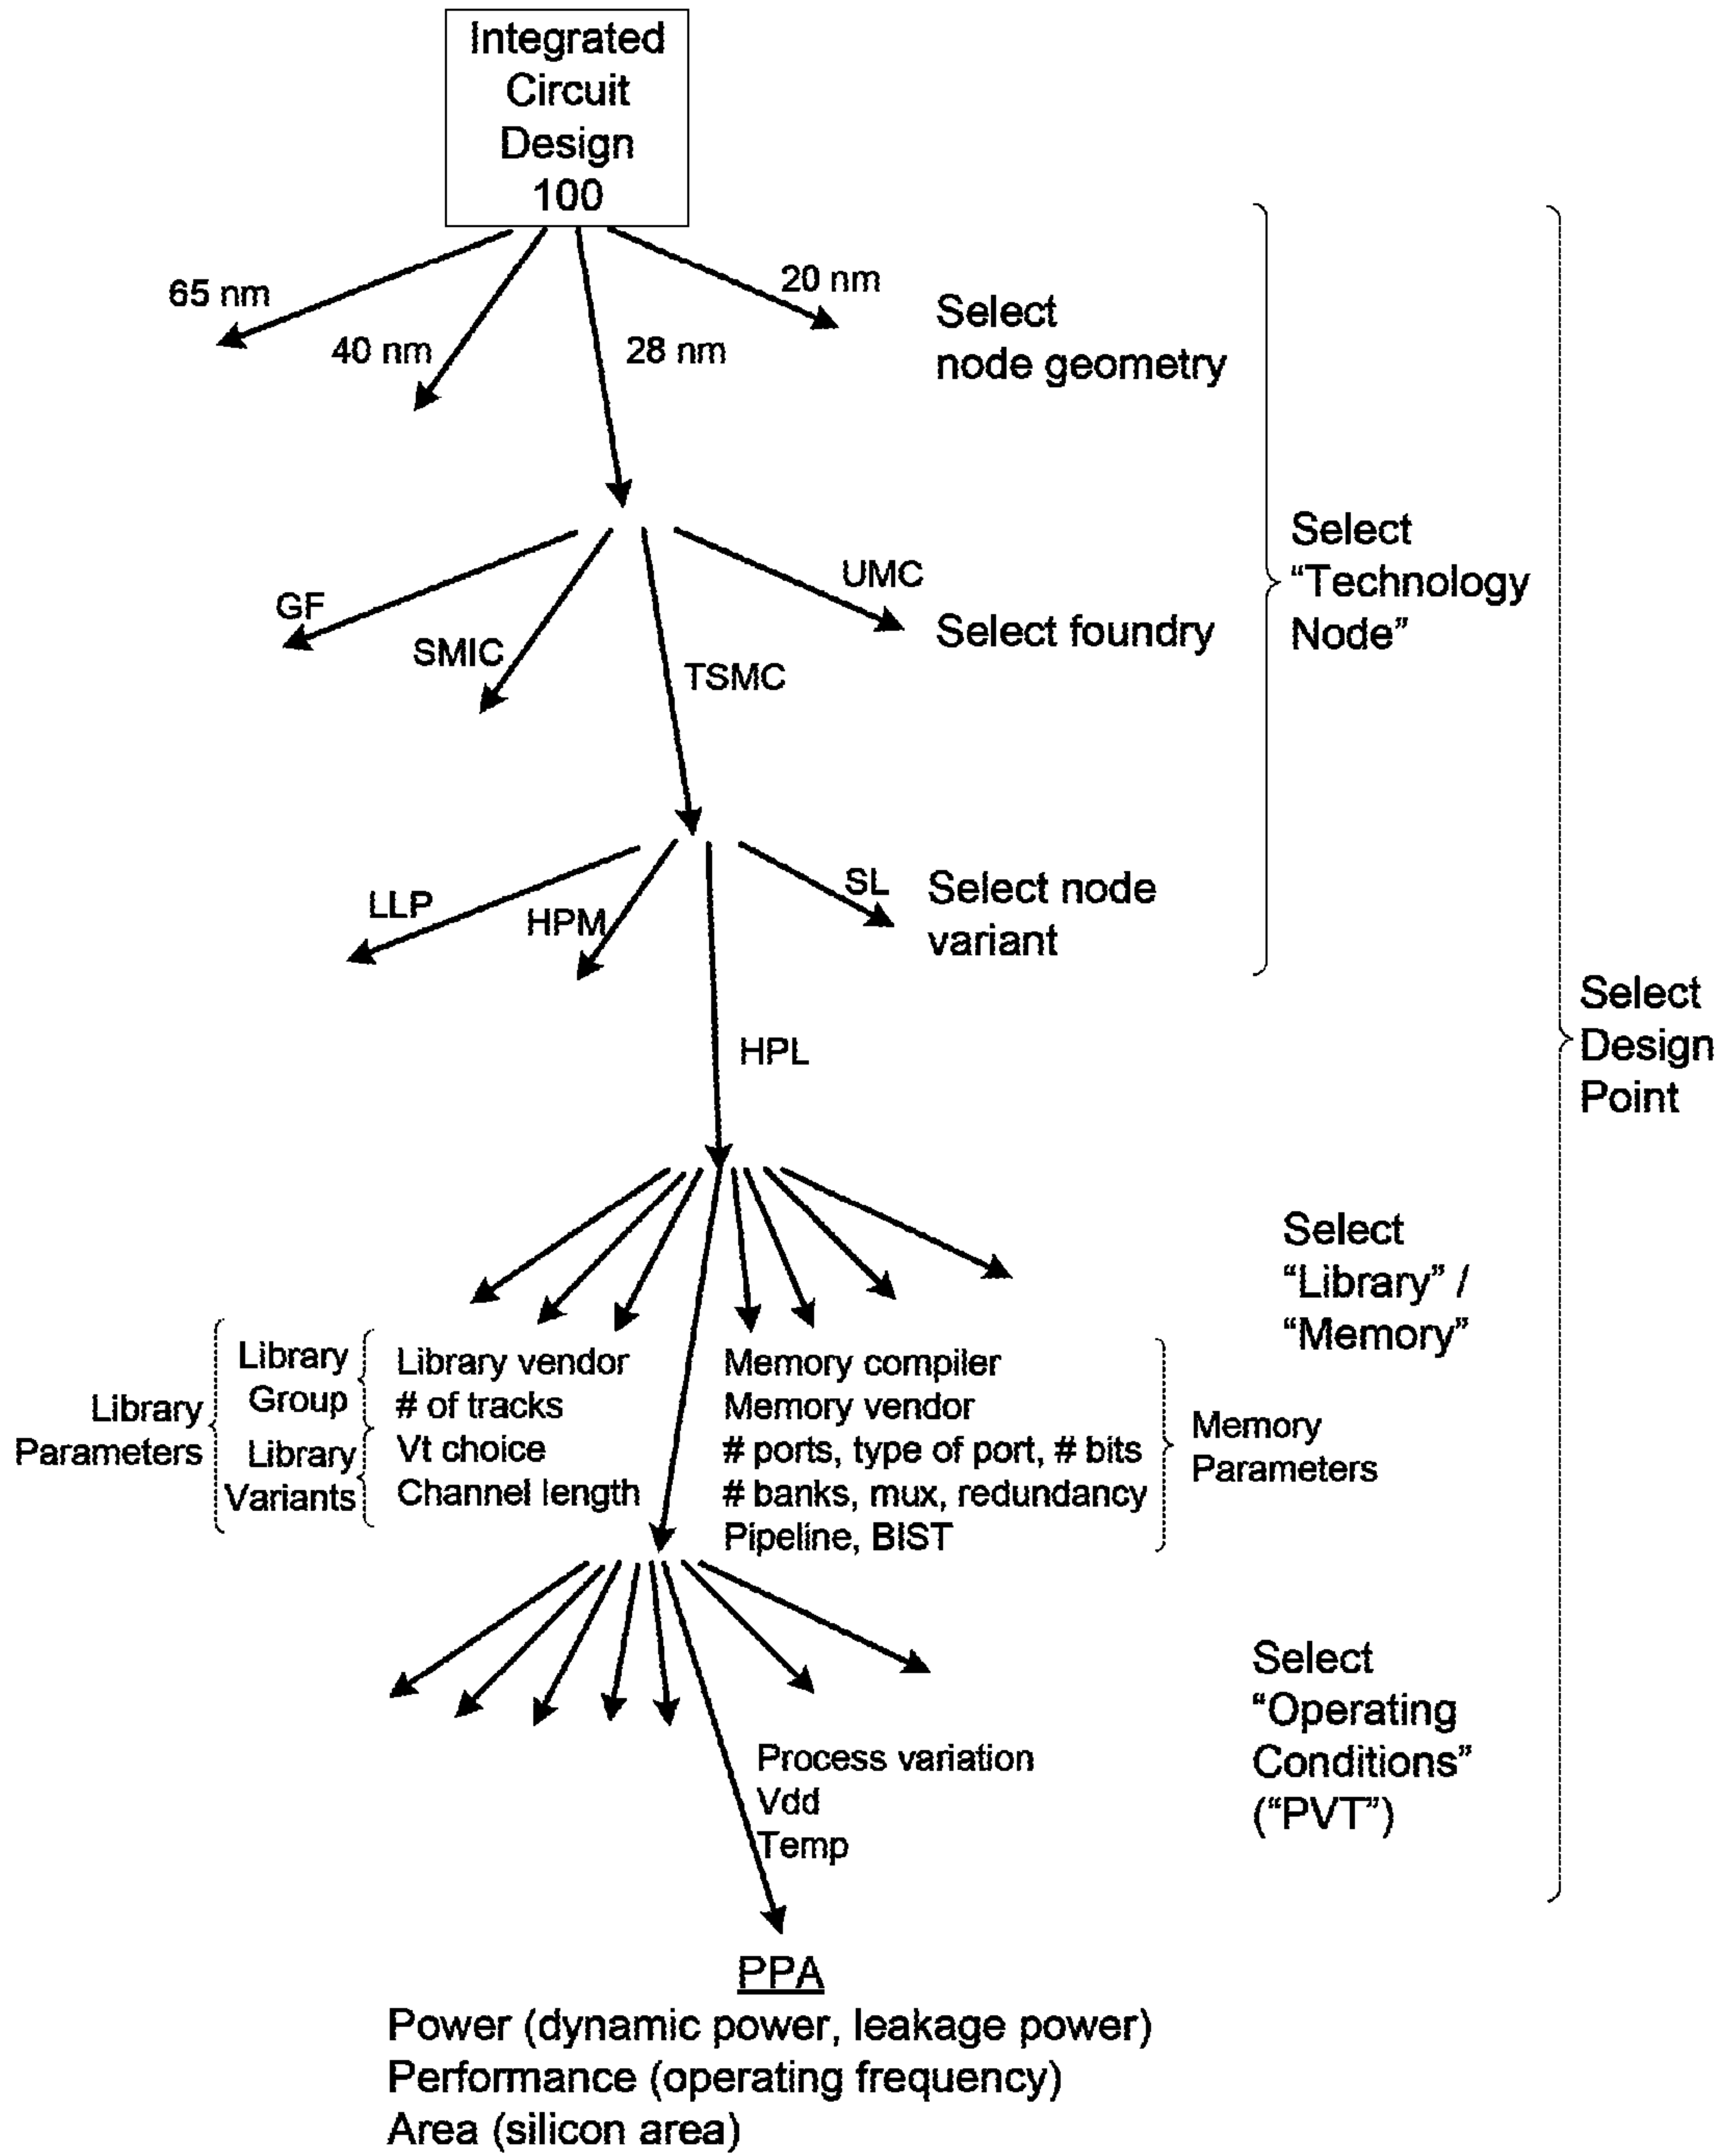 Integrated
Circuit
Design
100
65 nm
40 nm
28 nm
20 nm
Select
node geometry
GF
SMIC
TSMC
UMC
Select foundry
Select
“Technology
Node”
LLP
HPM
HPL
SL
Select node
variant
Select
Design
Point
Select
“Library” /
“Memory”
Library
Parameters
Library
Group
Library
Variants
Library vendor
# of tracks
Vt choice
Channel length
Memory compiler
Memory vendor
# ports, type of port, # bits
# banks, mux, redundancy
Pipeline, BIST
Memory
Parameters
Process variation
Vdd
Temp
Select
“Operating
Conditions”
(“PVT”)
PPA
Power (dynamic power, leakage power)
Performance (operating frequency)
Area (silicon area)